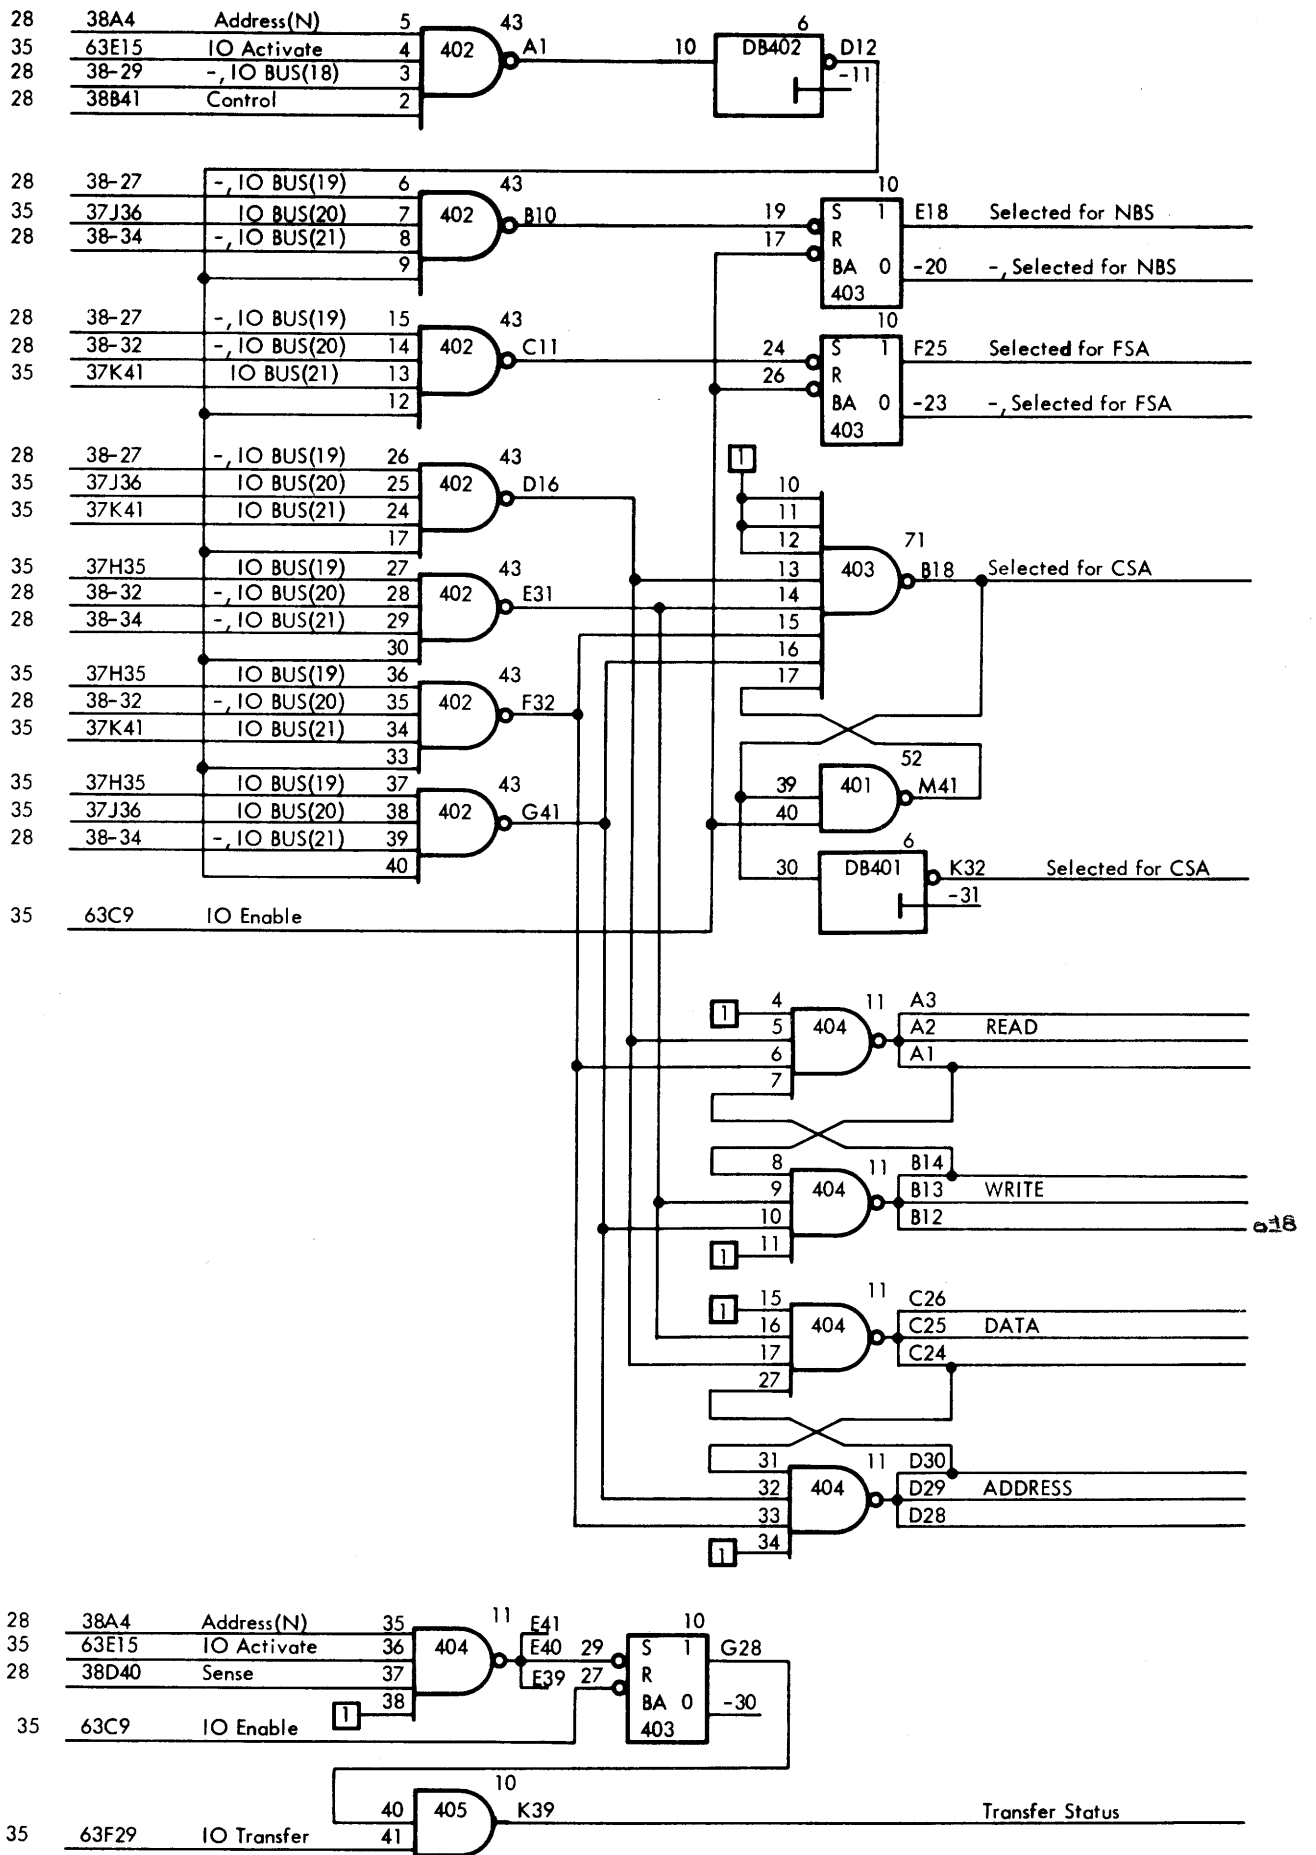 28 38A4 Address(N) 5 43 6
35 63E15 IO Activate 4 402 A1 10 DB402 D12
28 38-29 -, IO BUS(18) 3 -11
28 38B41 Control 2
28 38-27 -, IO BUS(19) 6 43 10
35 37J36 IO BUS(20) 7 402 B10 19 S 1 E18 Selected for NBS
28 38-34 -, IO BUS(21) 8 17 R
9 BA 0 -20 -, Selected for NBS
403
28 38-27 -, IO BUS(19) 15 43 10
28 38-32 -, IO BUS(20) 14 402 C11 24 S 1 F25 Selected for FSA
35 37K41 IO BUS(21) 13 26 R
12 BA 0 -23 -, Selected for FSA
403
28 38-27 -, IO BUS(19) 26 43 1
35 37J36 IO BUS(20) 25 402 D16 10
35 37K41 IO BUS(21) 24 11
17 12 71
35 37H35 IO BUS(19) 27 43 13 403 B18 Selected for CSA
28 38-32 -, IO BUS(20) 28 402 E31 14
28 38-34 -, IO BUS(21) 29 15
30 16
35 37H35 IO BUS(19) 36 43 17
28 38-32 -, IO BUS(20) 35 402 F32
35 37K41 IO BUS(21) 34
33 52
35 37H35 IO BUS(19) 37 43 39 401 M41
35 37J36 IO BUS(20) 38 402 G41 40
28 38-34 -, IO BUS(21) 39 6
40 30 DB401 K32 Selected for CSA
-31
35 63C9 IO Enable
1 4 11 A3
5 404 A2 READ
6 A1
7
8 11 B14
9 404 B13 WRITE
10 B12
1 11
1 15 11 C26
16 404 C25 DATA
17 C24
27
31 11 D30
32 404 D29 ADDRESS
33 D28
1 34
28 38A4 Address(N) 35 11 E41 10
35 63E15 IO Activate 36 404 E40 29 S 1 G28
28 38D40 Sense 37 E39 27 R
1 38 BA 0 -30
35 63C9 IO Enable 403
10
40 405 K39 Transfer Status
35 63F29 IO Transfer 41